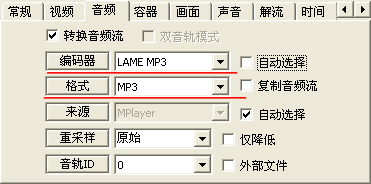 常规 视频 音频 容器 画面 声音 解流 时间
转换音频流 双音轨模式
编码器 LAME MP3 自动选择
格式 MP3 复制音频流
来源 MPlayer 自动选择
重采样 原始 仅降低
音轨ID 0 外部文件